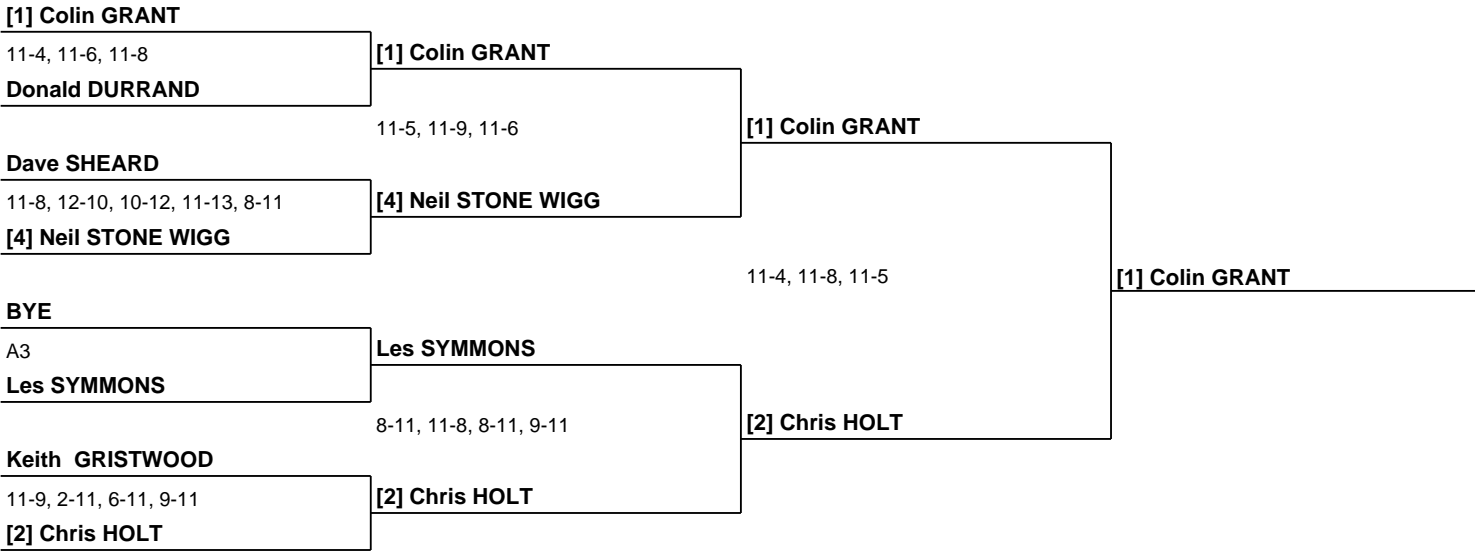 [1] Colin GRANT
11-4, 11-6, 11-8
[1] Colin GRANT
Donald DURRAND
11-5, 11-9, 11-6
[1] Colin GRANT
Dave SHEARD
11-8, 12-10, 10-12, 11-13, 8-11
[4] Neil STONE WIGG
[4] Neil STONE WIGG
11-4, 11-8, 11-5
[1] Colin GRANT
BYE
A3
Les SYMMONS
Les SYMMONS
8-11, 11-8, 8-11, 9-11
[2] Chris HOLT
Keith  GRISTWOOD
11-9, 2-11, 6-11, 9-11
[2] Chris HOLT
[2] Chris HOLT